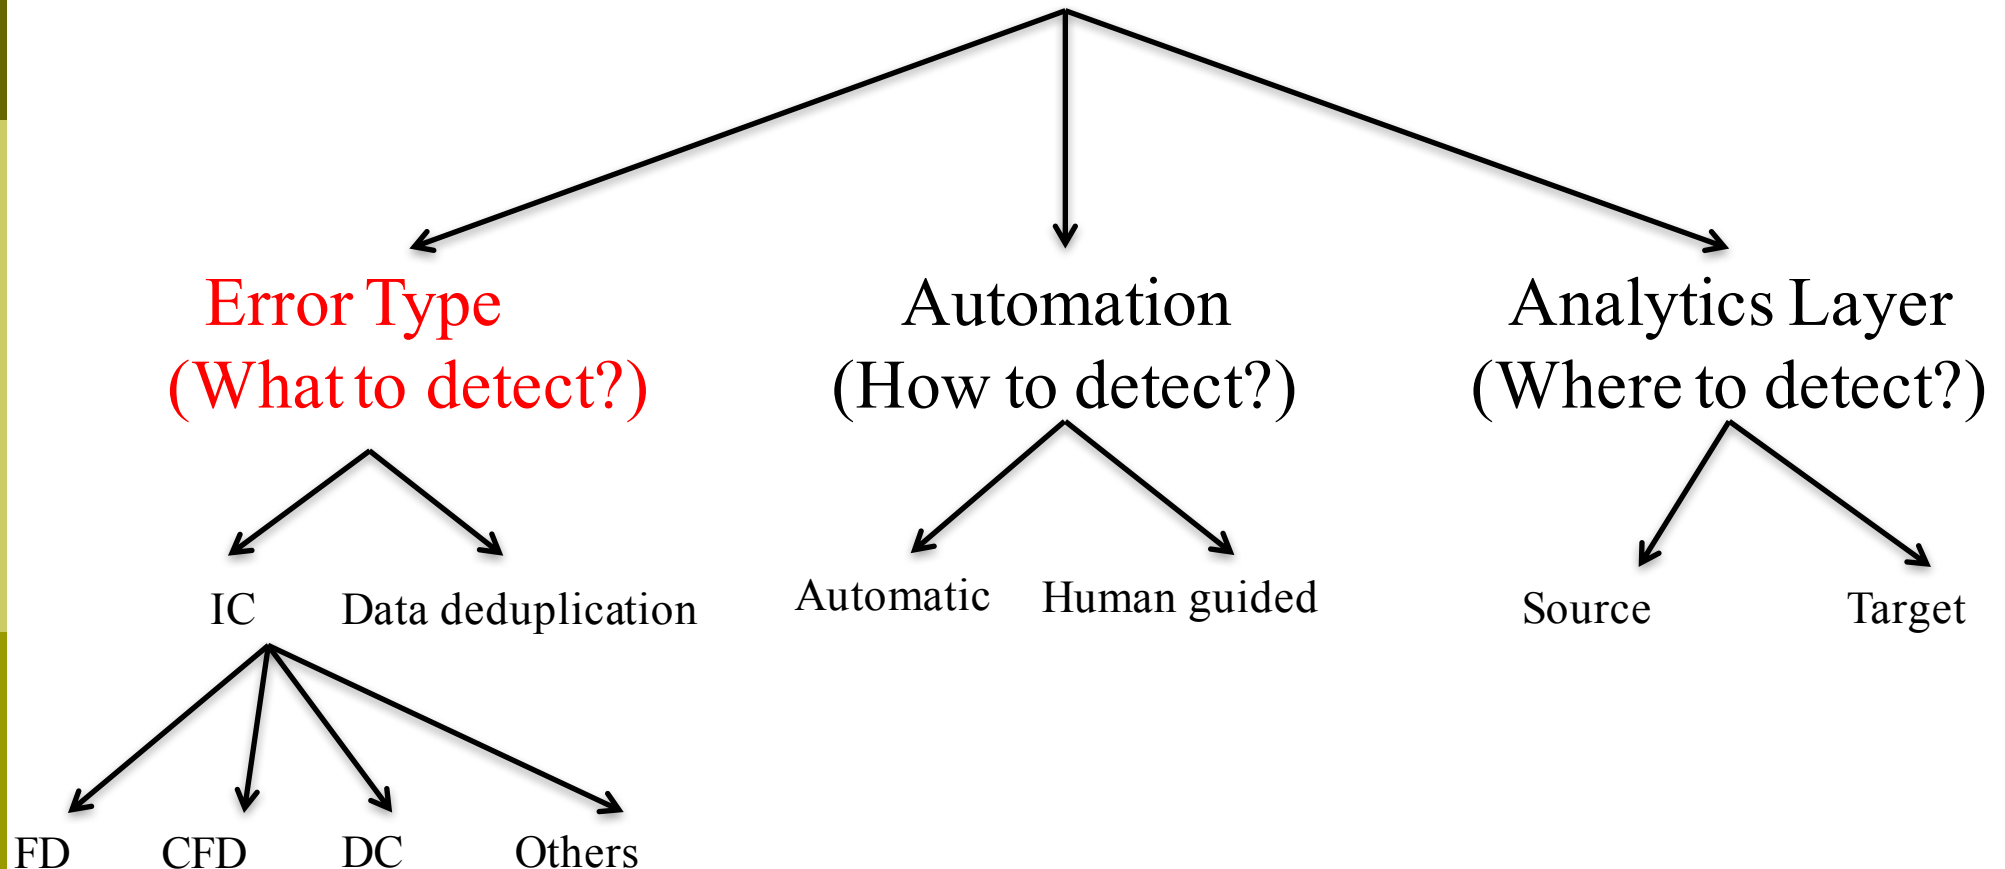 Error Type
(What to detect?)
Automation
(How to detect?)
Analytics Layer
(Where to detect?)
IC
Data deduplication
Automatic
Human guided
Source
Target
FD
CFD
DC
Others